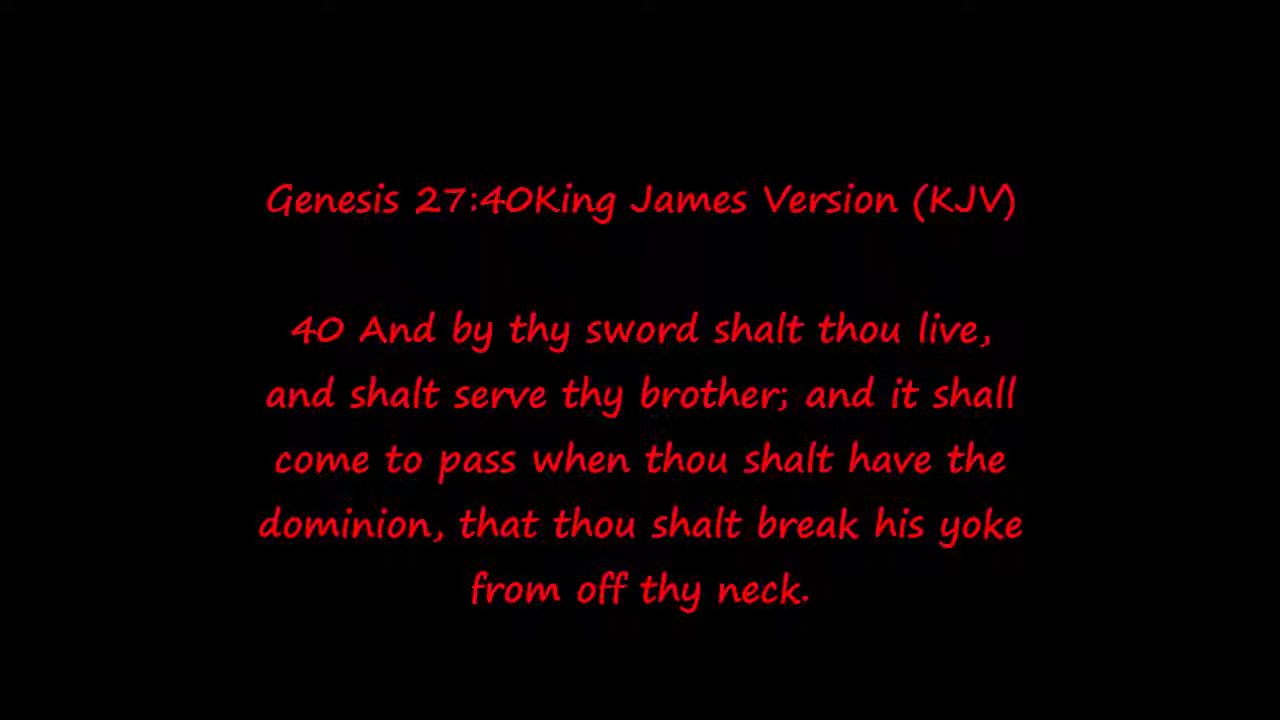 Genesis 27:40King James Version (KJV)
40 And by thy sword shalt thou live,
and shalt serve thy brother; and it shall
come to pass when thou shalt have the
dominion, that thou shalt break his yoke
from off thy neck.